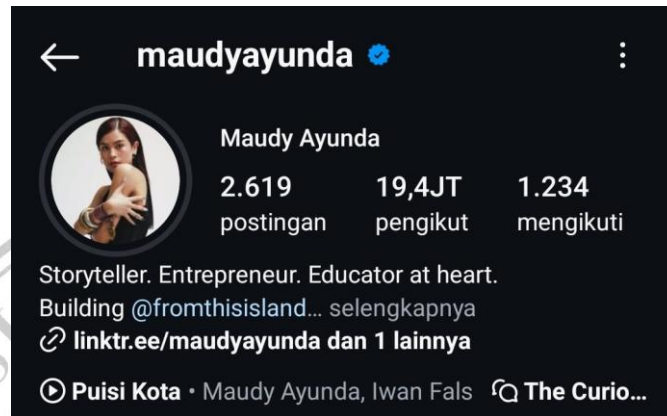 maudyayunda
Maudy Ayunda
2.619 19,4JT 1.234
postingan pengikut mengikuti
Storyteller. Entrepreneur. Educator at heart.
Building @fromthisisland... selengkapnya
linktr.ee/maudyayunda dan 1 lainnya
Puisi Kota • Maudy Ayunda, Iwan Fals The Curio...